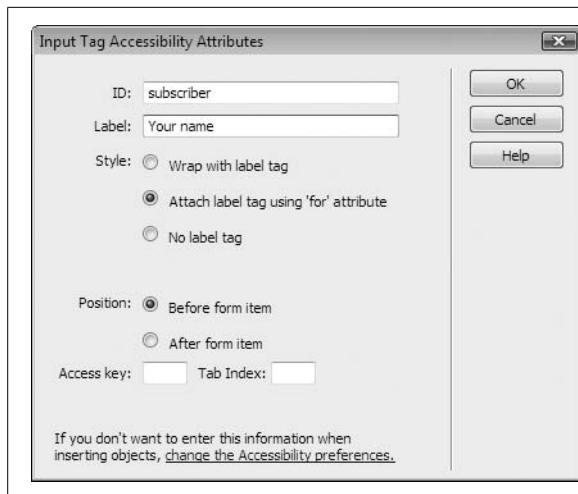 Input Tag Accessibility Attributes
ID: subscriber
OK
Label: Your name
Cancel
Style: Wrap with label tag
Help
Attach label tag using 'for' attribute
No label tag
Position: Before form item
After form item
Access key: Tab Index:
If you don't want to enter this information when
inserting objects, change the Accessibility preferences.